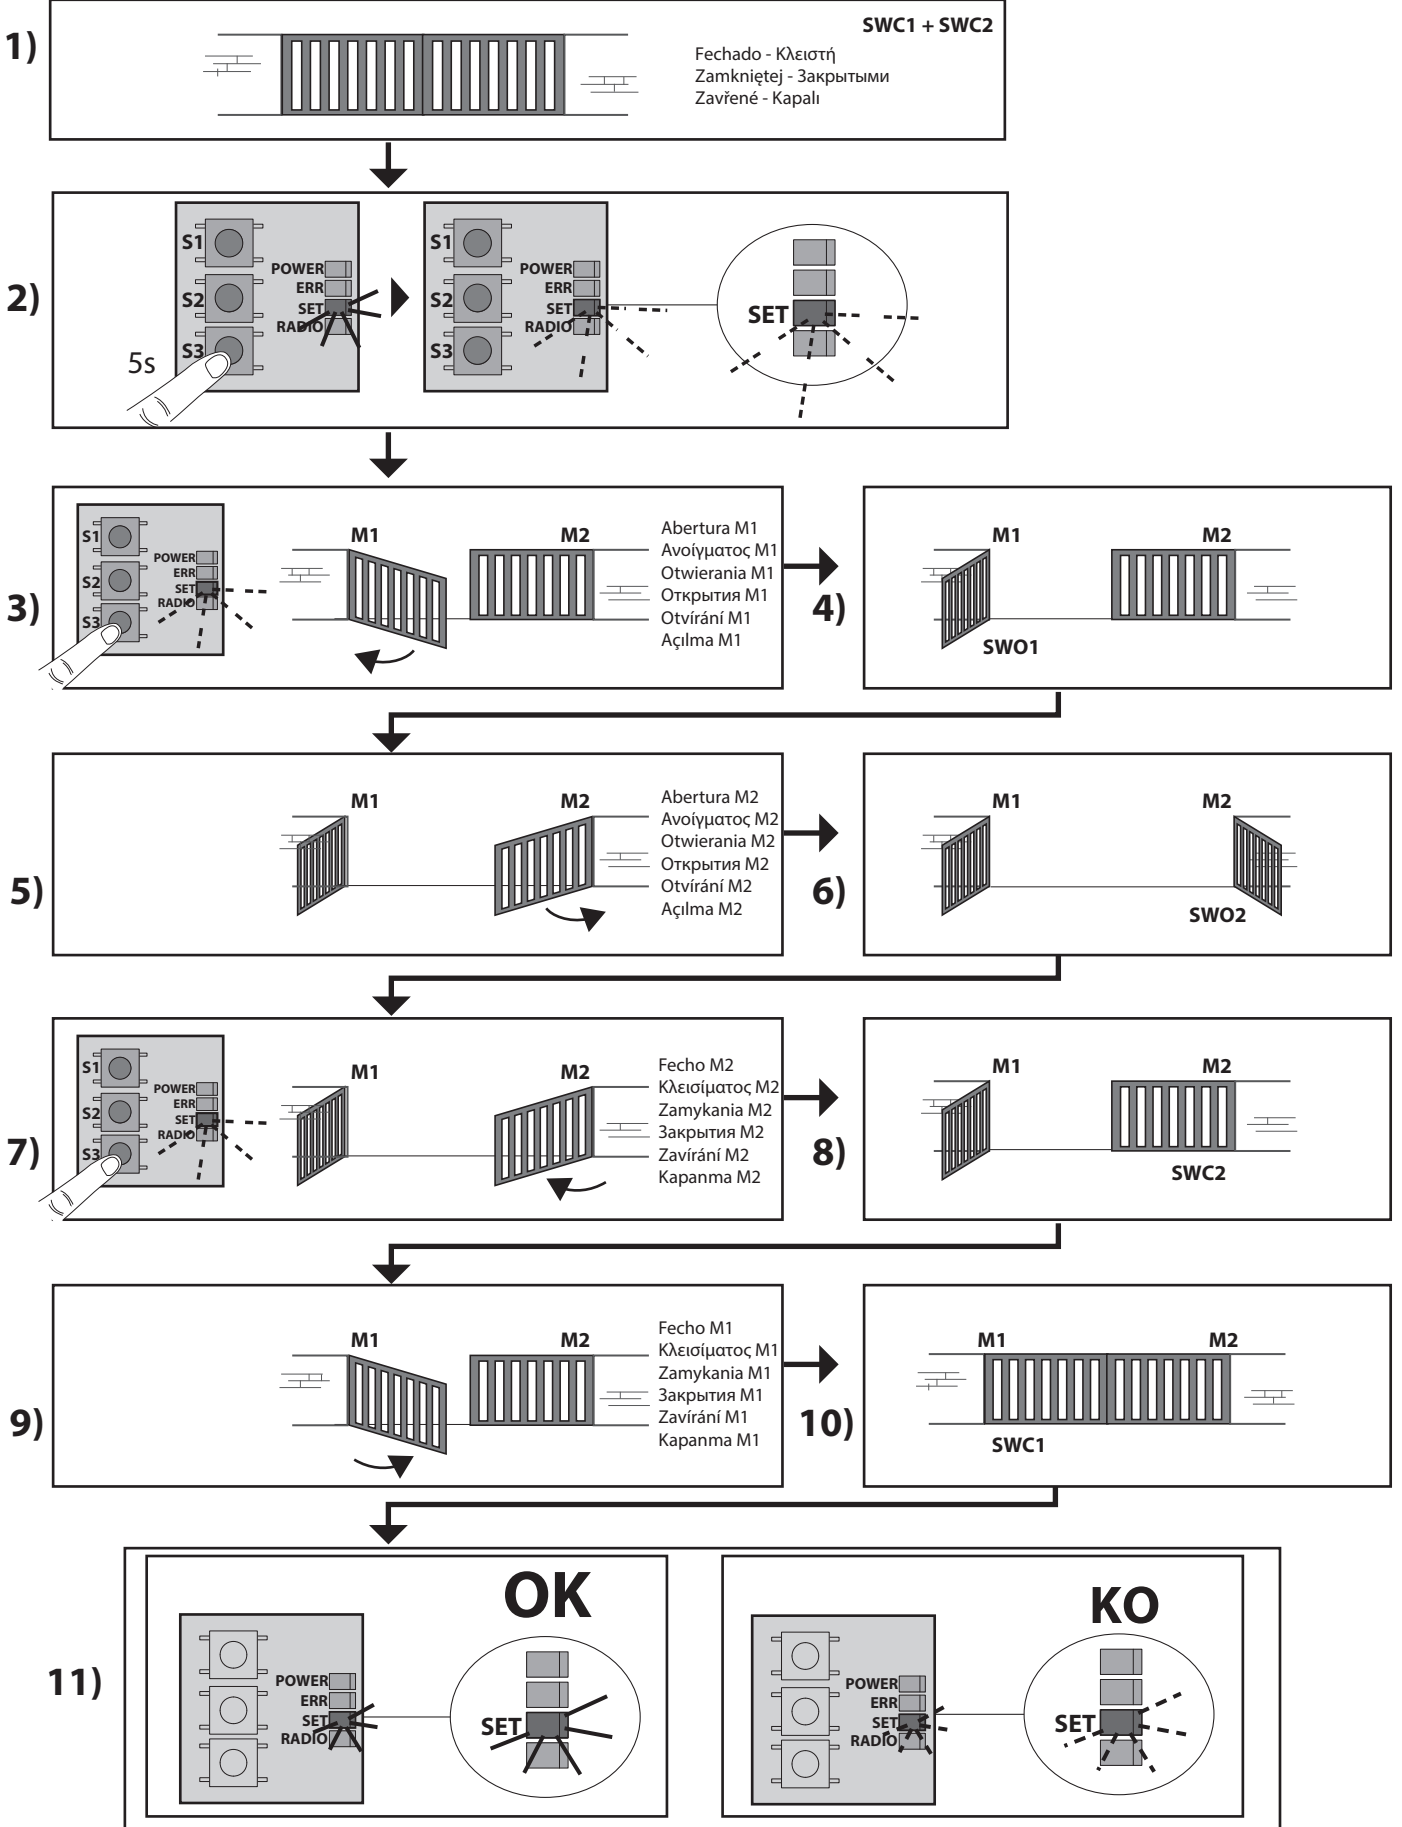 1)
SWC1 + SWC2
Fechado - Κλειστή
Zamkniętej - Закрытыми
Zavřené - Kapalı
2)
S1
POWER
ERR
S2
SET
RADIO
S3
5s
S1
POWER
ERR
S2
SET
RADIO
S3
SET
3)
S1
POWER
ERR
S2
SET
RADIO
S3
M1
M2
Abertura M1
Ανοίγματος M1
Otwierania M1
Открытия M1
Otvírání M1
Açılma M1
4)
M1
M2
SWO1
5)
M1
M2
Abertura M2
Ανοίγματος M2
Otwierania M2
Открытия M2
Otvírání M2
Açılma M2
6)
M1
M2
SWO2
7)
S1
POWER
ERR
S2
SET
RADIO
S3
M1
M2
Fecho M2
Κλεισίματος M2
Zamykania M2
Закрытия M2
Zavírání M2
Kapanma M2
8)
M1
M2
SWC2
9)
M1
M2
Fecho M1
Κλεισίματος M1
Zamykania M1
Закрытия M1
Zavírání M1
Kapanma M1
10)
M1
M2
SWC1
11)
OK
POWER
ERR
SET
RADIO
SET
KO
POWER
ERR
SET
RADIO
SET